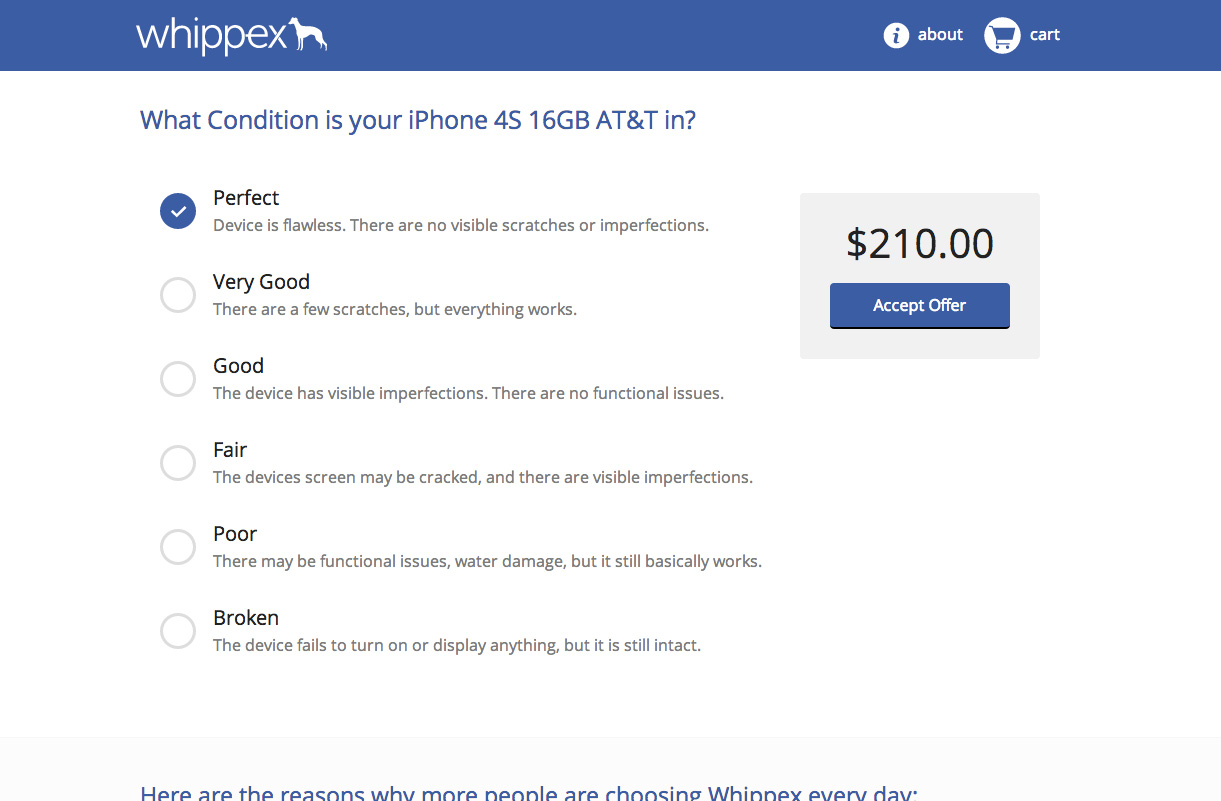 whippex
about
cart
What Condition is your iPhone 4S 16GB AT&T in?
Perfect
Device is flawless. There are no visible scratches or imperfections.
Very Good
There are a few scratches, but everything works.
Good
The device has visible imperfections. There are no functional issues.
Fair
The devices screen may be cracked, and there are visible imperfections.
Poor
There may be functional issues, water damage, but it still basically works.
Broken
The device fails to turn on or display anything, but it is still intact.
$210.00
Accept Offer
Here are the reasons why more people are choosing Whippex every day: